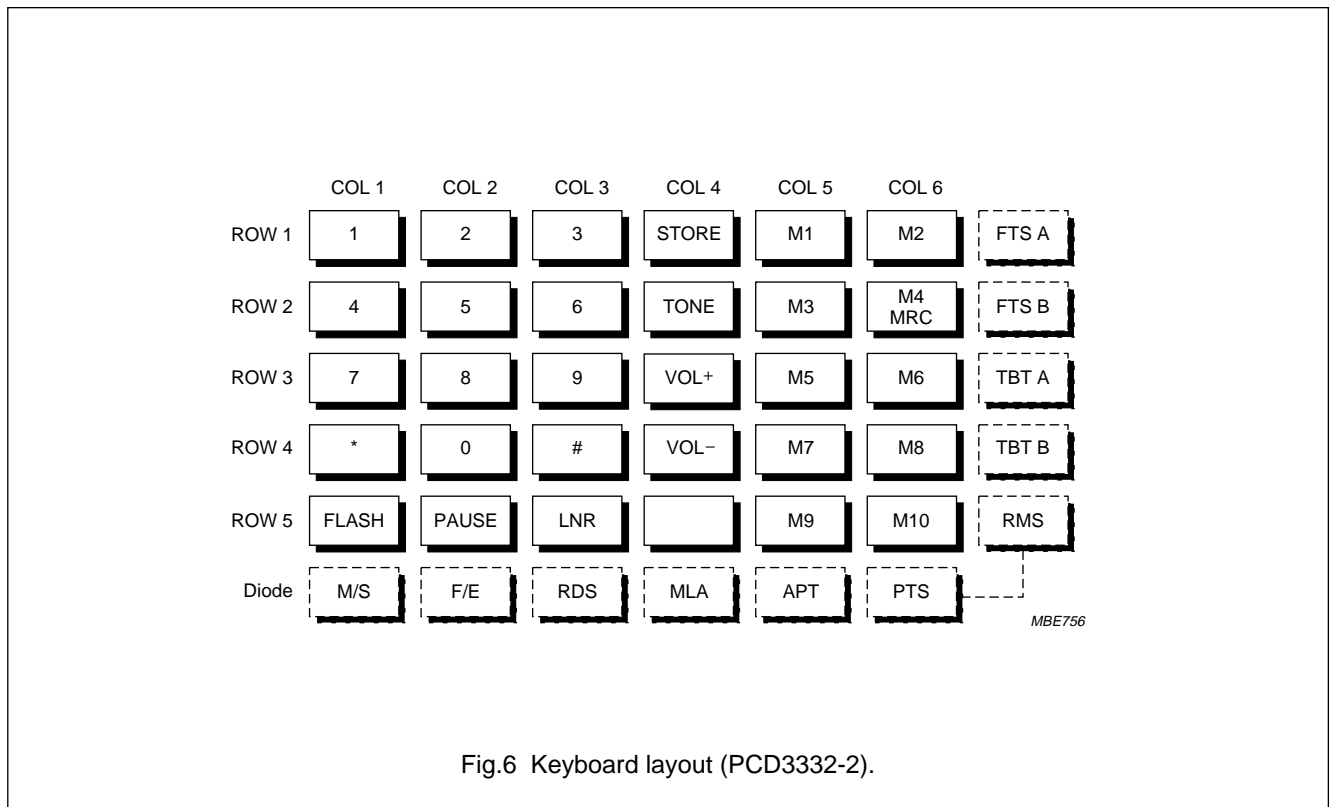 COL 1 COL 2 COL 3 COL 4 COL 5 COL 6
ROW 1 1 2 3 STORE M1 M2 FTS A
ROW 2 4 5 6 TONE M3 M4 MRC FTS B
ROW 3 7 8 9 VOL+ M5 M6 TBT A
ROW 4 * 0 # VOL− M7 M8 TBT B
ROW 5 FLASH PAUSE LNR M9 M10 RMS
Diode M/S F/E RDS MLA APT PTS
MBE756
Fig.6 Keyboard layout (PCD3332-2).